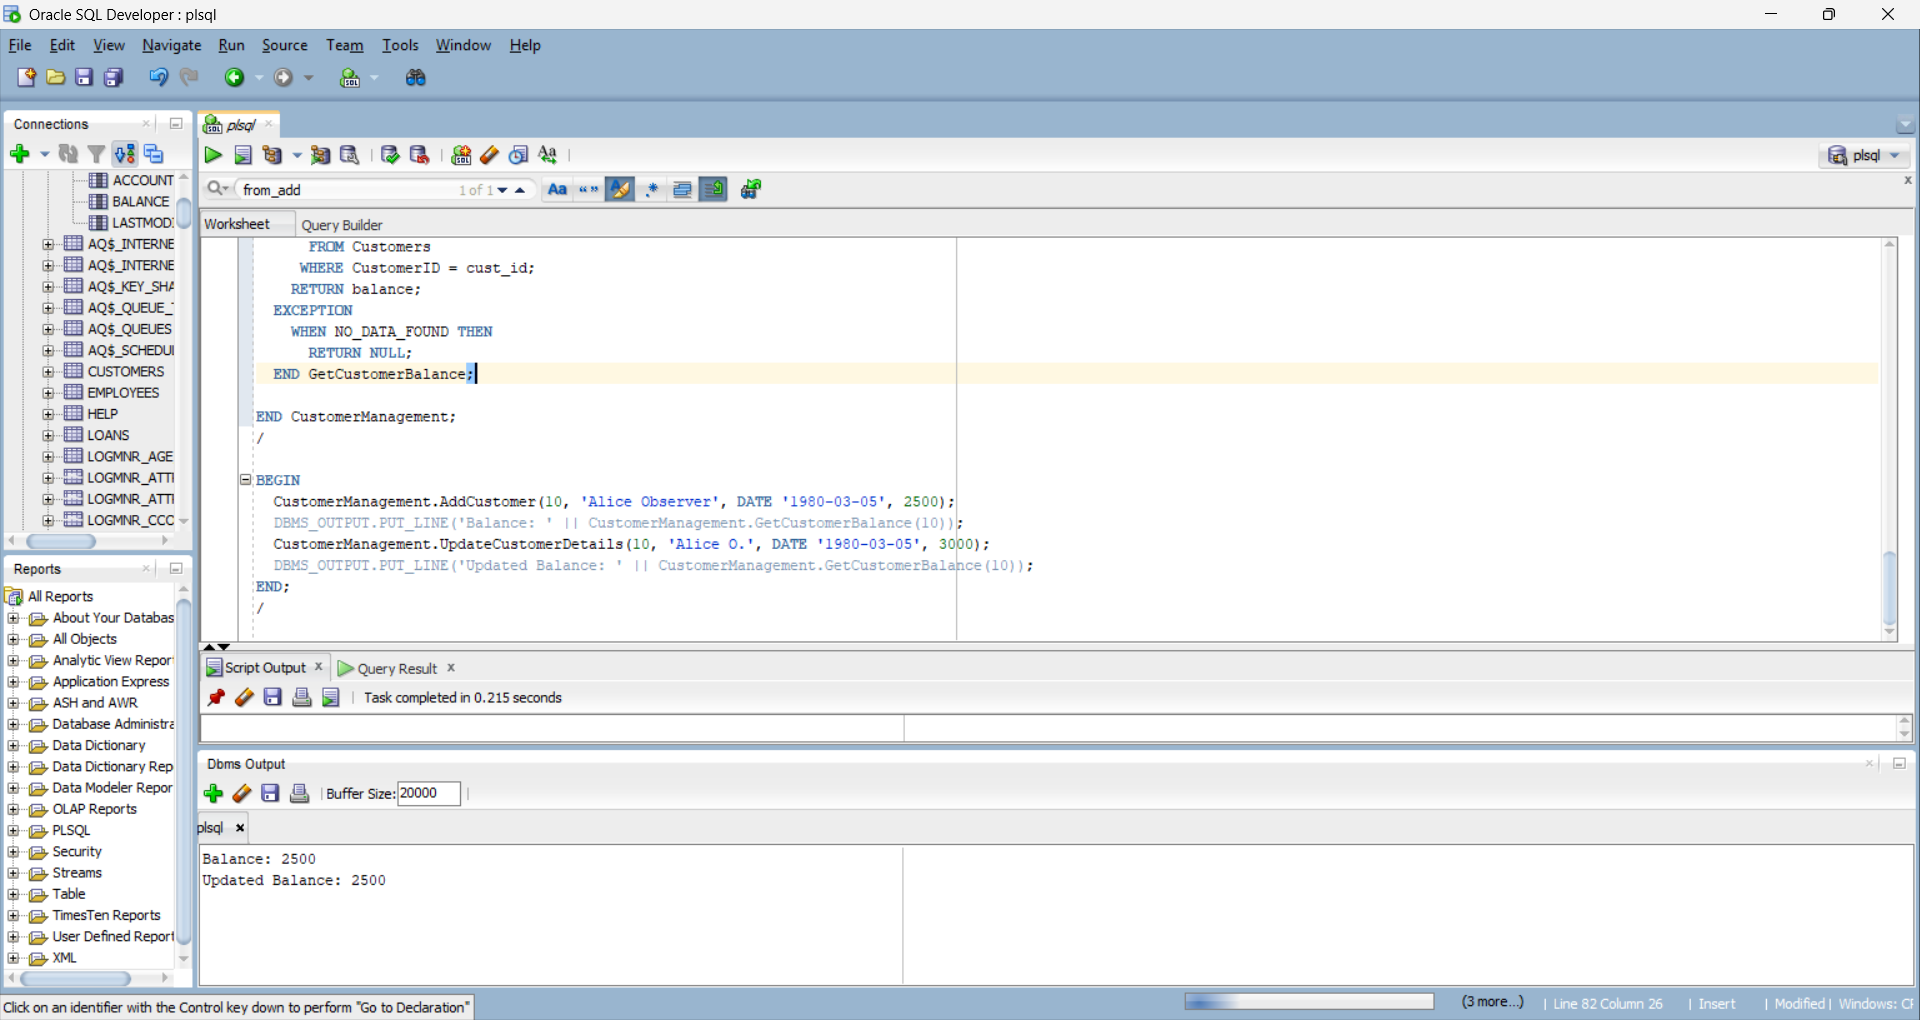 Oracle SQL Developer : plsql
File Edit View Navigate Run Source Team Tools Window Help
Connections
ACCOUNT
BALANCE
LASTMOD
AQ$_INTERNE
AQ$_INTERNE
AQ$_KEY_SHA
AQ$_QUEUE_
AQ$_QUEUES
AQ$_SCHEDUL
CUSTOMERS
EMPLOYEES
HELP
LOANS
LOGMNR_AGE
LOGMNR_ATT
LOGMNR_ATT
LOGMNR_CCC
Reports
All Reports
About Your Databas
All Objects
Analytic View Repor
Application Express
ASH and AWR
Database Administra
Data Dictionary
Data Dictionary Rep
Data Modeler Repor
OLAP Reports
PLSQL
Security
Streams
Table
TimesTen Reports
User Defined Report
XML
plsql
plsql
from_add 1 of 1
Worksheet Query Builder
FROM Customers
WHERE CustomerID = cust_id;
RETURN balance;
EXCEPTION
WHEN NO_DATA_FOUND THEN
RETURN NULL;
END GetCustomerBalance;
END CustomerManagement;
/
BEGIN
CustomerManagement.AddCustomer(10, 'Alice Observer', DATE '1980-03-05', 2500);
DBMS_OUTPUT.PUT_LINE('Balance: ' || CustomerManagement.GetCustomerBalance(10));
CustomerManagement.UpdateCustomerDetails(10, 'Alice O.', DATE '1980-03-05', 3000);
DBMS_OUTPUT.PUT_LINE('Updated Balance: ' || CustomerManagement.GetCustomerBalance(10));
END;
/
Script Output Query Result
Task completed in 0.215 seconds
Dbms Output
Buffer Size: 20000
plsql
Balance: 2500
Updated Balance: 2500
Click on an identifier with the Control key down to perform "Go to Declaration"
(3 more...) | Line 82 Column 26 | Insert | Modified | Windows: CF